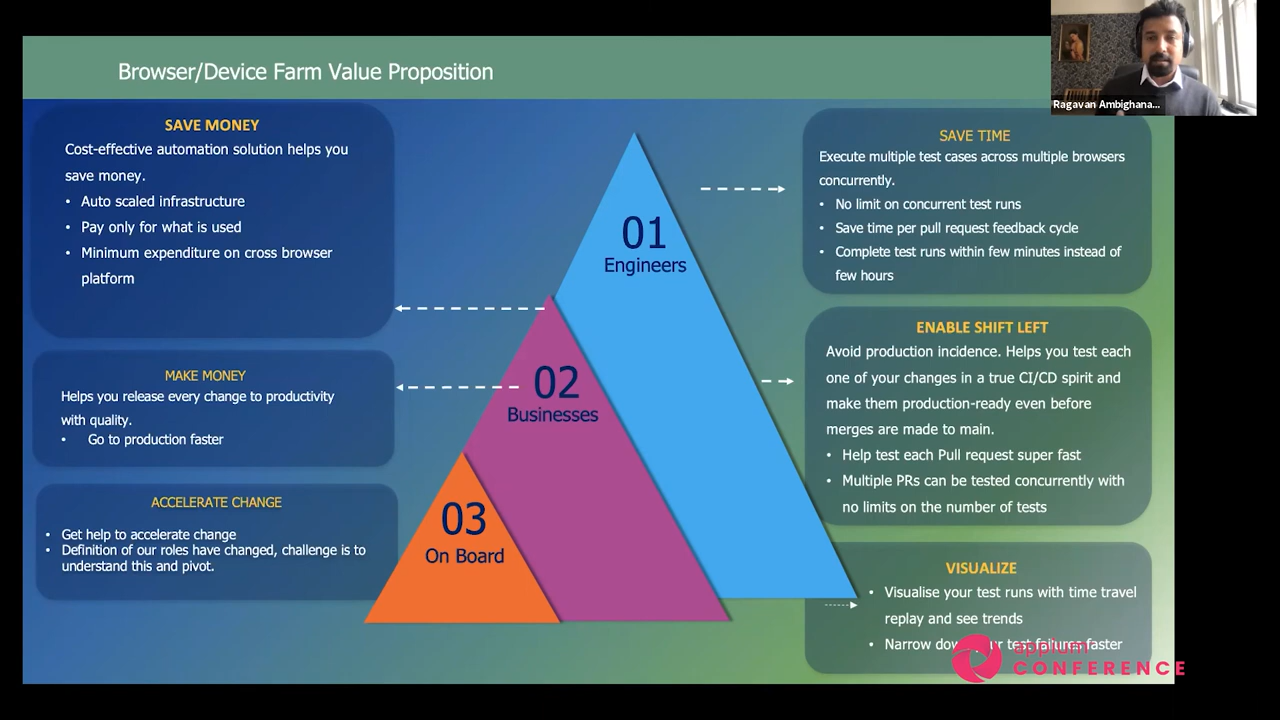 Browser/Device Farm Value Proposition
Ragavan Ambighana...
SAVE MONEY
Cost-effective automation solution helps you
save money.
• Auto scaled infrastructure
• Pay only for what is used
• Minimum expenditure on cross browser
platform
MAKE MONEY
Helps you release every change to productivity
with quality.
• Go to production faster
ACCELERATE CHANGE
• Get help to accelerate change
• Definition of our roles have changed, challenge is to
understand this and pivot.
01
Engineers
02
Businesses
03
On Board
SAVE TIME
Execute multiple test cases across multiple browsers
concurrently.
• No limit on concurrent test runs
• Save time per pull request feedback cycle
• Complete test runs within few minutes instead of
few hours
ENABLE SHIFT LEFT
Avoid production incidence. Helps you test each
one of your changes in a true CI/CD spirit and
make them production-ready even before
merges are made to main.
• Help test each Pull request super fast
• Multiple PRs can be tested concurrently with
no limits on the number of tests
VISUALIZE
• Visualise your test runs with time travel
replay and see trends
• Narrow down your test failures faster
appium
CONFERENCE